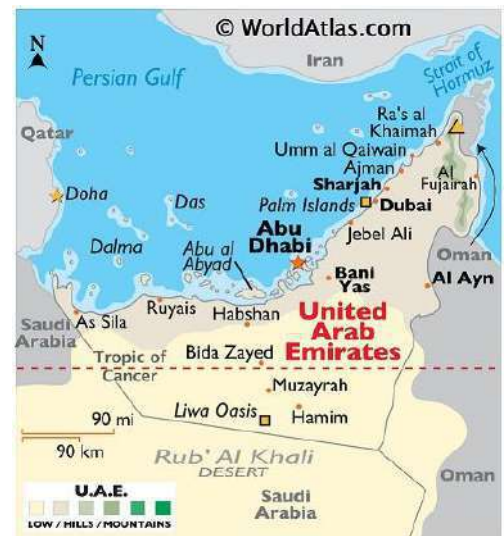 © WorldAtlas.com
N
Iran
Persian Gulf
Strait of
Hormuz
Ra's al
Khaimah
Qatar
Umm al Qaiwain
Ajman
Sharjah
Al
Fujairah
Doha
Das
Palm Islands
Dubai
Abu
Dhabi
Jebel Ali
Dalma
Abu al
Abyad
Oman
Bani
Yas
Al Ayn
Ruyais
As Sila
Habshan
United
Arab
Emirates
Saudi
Arabia
Tropic of
Cancer
Bida Zayed
Muzayrah
90 mi
Liwa Oasis
Hamim
90 km
Rub' Al Khali
DESERT
Oman
U.A.E.
Saudi
Arabia
LOW / HILLS / MOUNTAINS